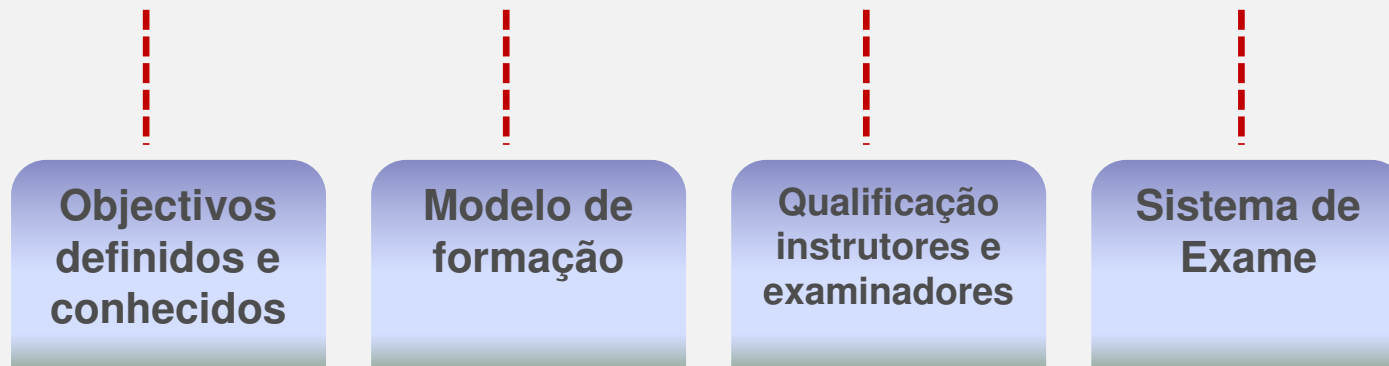 Objectivos
definidos e
conhecidos
Modelo de
formação
Qualificação
instrutores e
examinadores
Sistema de
Exame